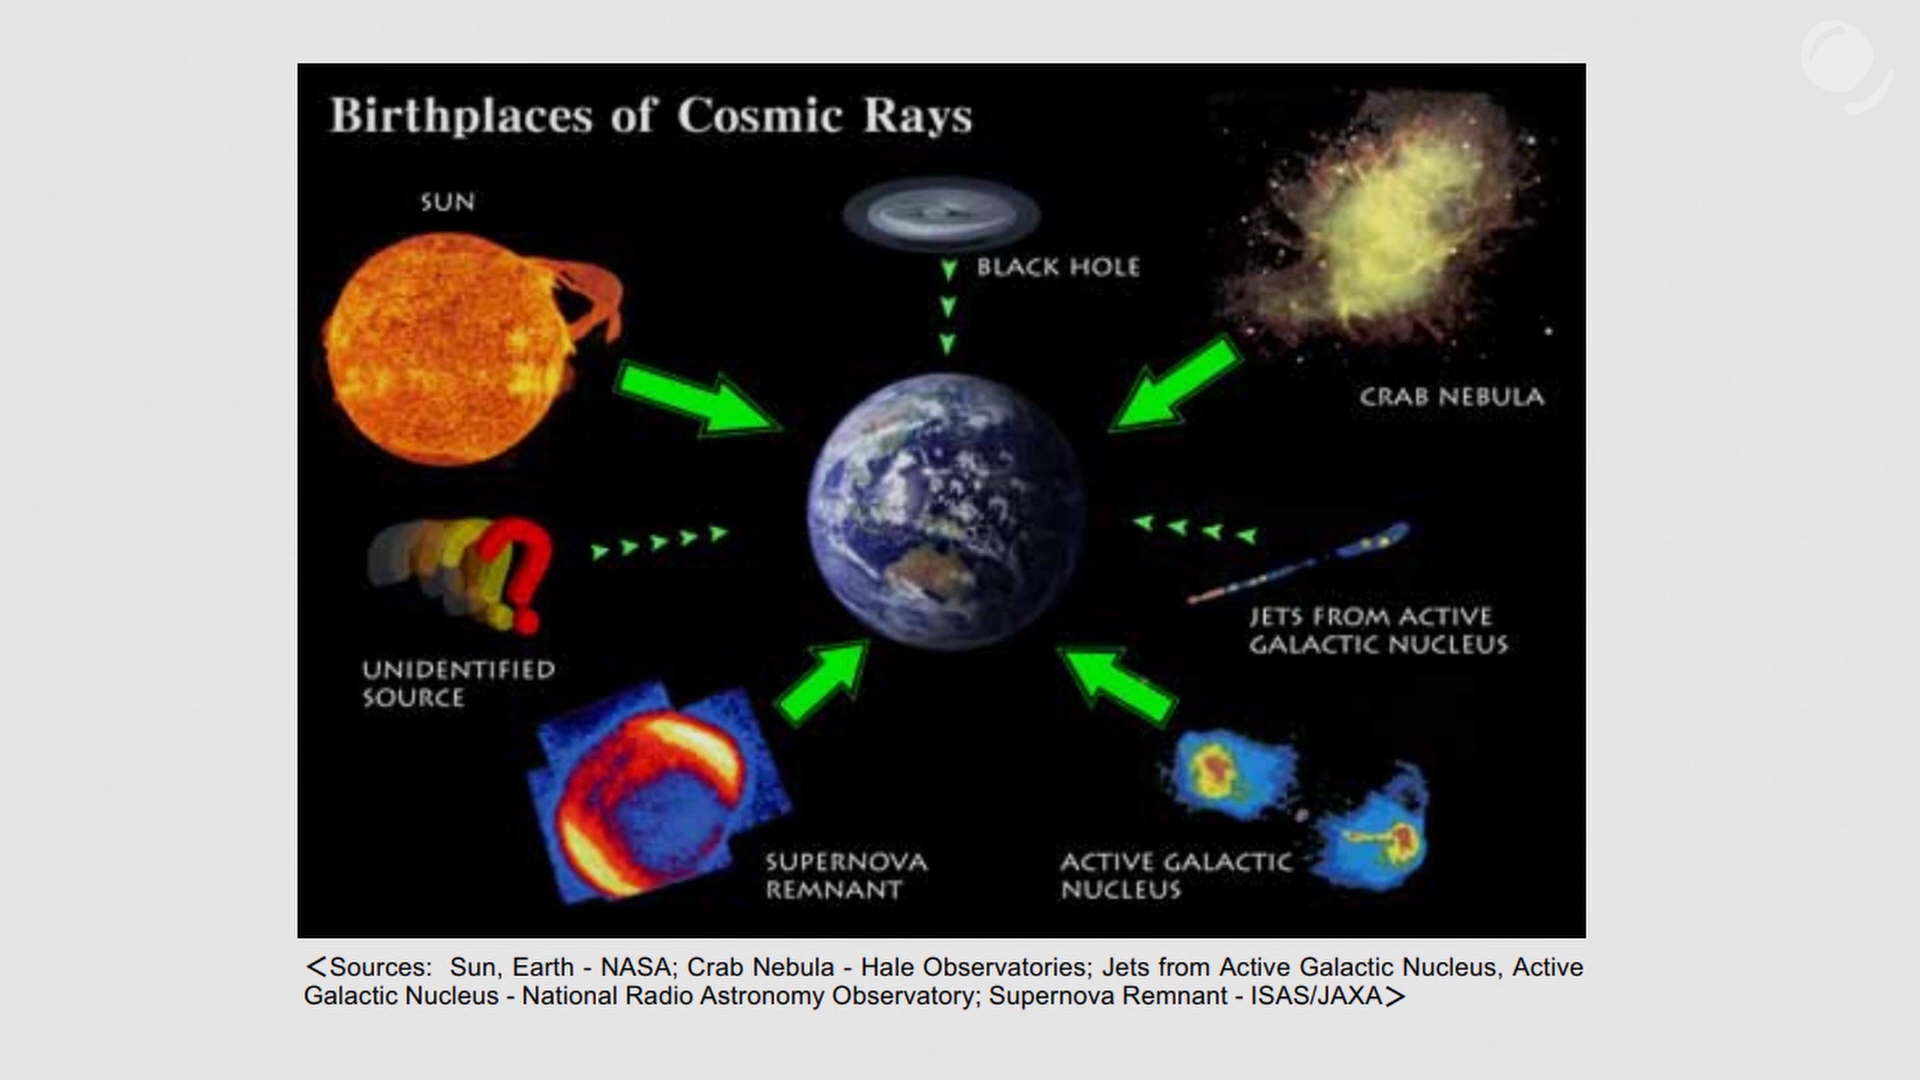 Birthplaces of Cosmic Rays
SUN
BLACK HOLE
CRAB NEBULA
JETS FROM ACTIVE
GALACTIC NUCLEUS
UNIDENTIFIED
SOURCE
?
SUPERNOVA
REMNANT
ACTIVE GALACTIC
NUCLEUS
<Sources: Sun, Earth - NASA; Crab Nebula - Hale Observatories; Jets from Active Galactic Nucleus, Active
Galactic Nucleus - National Radio Astronomy Observatory; Supernova Remnant - ISAS/JAXA>